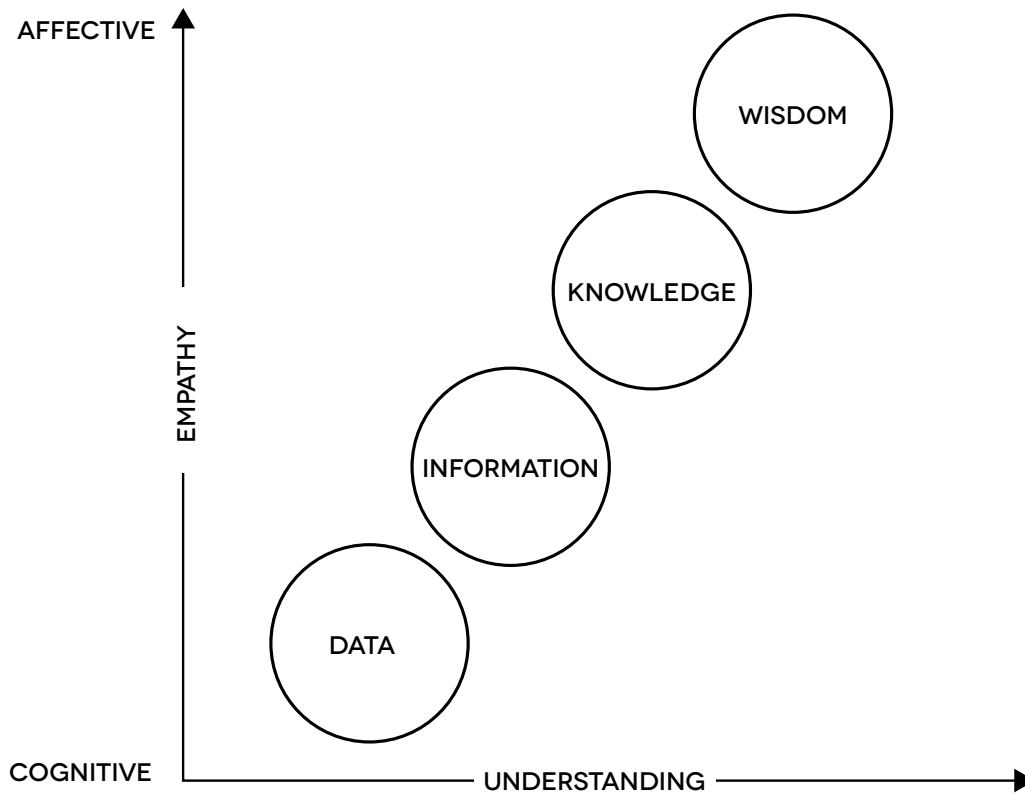 AFFECTIVE
WISDOM
KNOWLEDGE
EMPATHY
INFORMATION
DATA
COGNITIVE
UNDERSTANDING